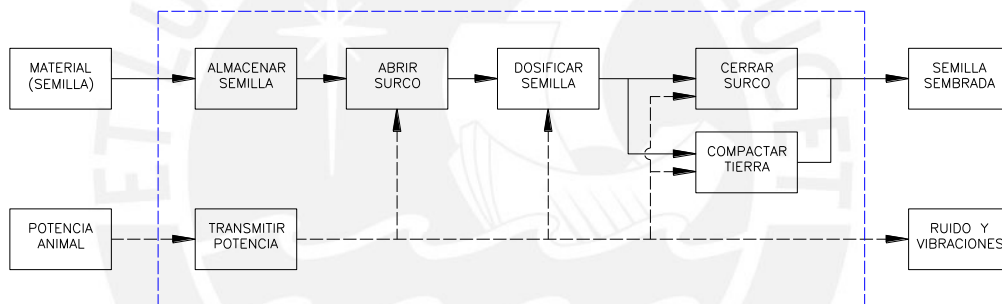 MATERIAL
(SEMILLA)
ALMACENAR
SEMILLA
ABRIR
SURCO
DOSIFICAR
SEMILLA
CERRAR
SURCO
SEMILLA
SEMBRADA
COMPACTAR
TIERRA
POTENCIA
ANIMAL
TRANSMITIR
POTENCIA
RUIDO Y
VIBRACIONES